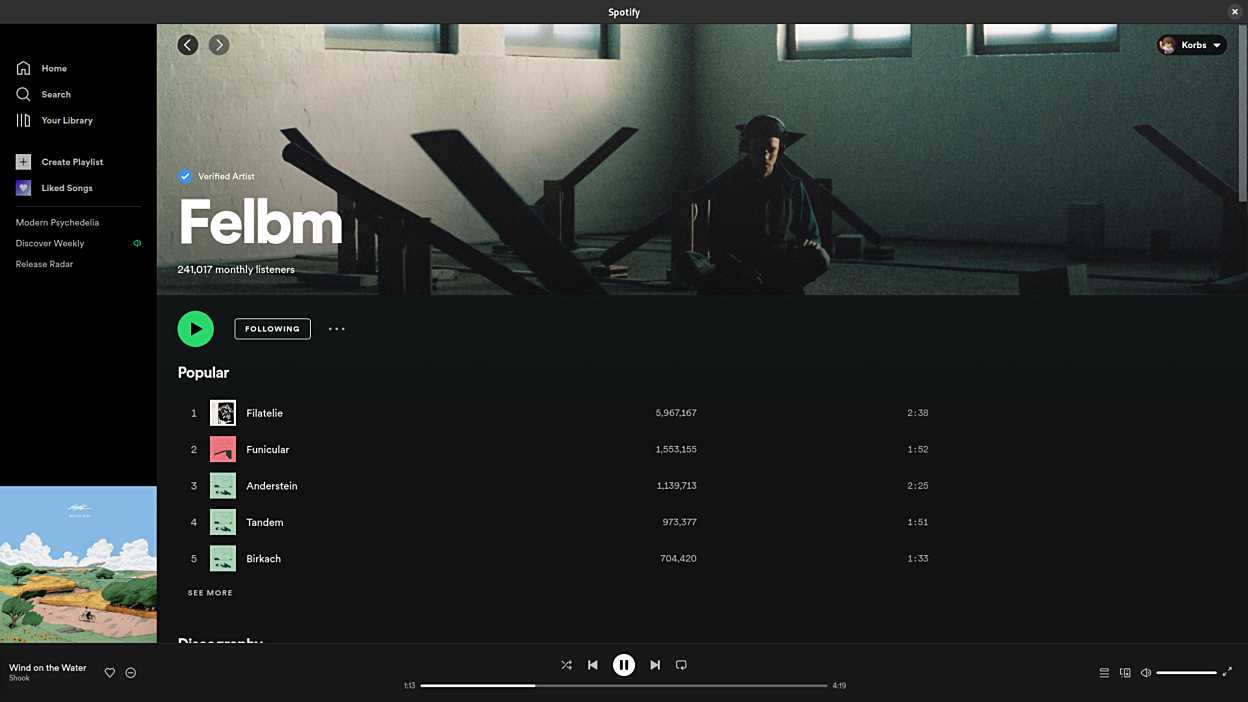 Spotify
Home
Search
Your Library
Create Playlist
Liked Songs
Modern Psychedelia
Discover Weekly
Release Radar
Korbs
Verified Artist
Felbm
241,017 monthly listeners
FOLLOWING
Popular
1 Filatelie 5,967,167 2:38
2 Funicular 1,553,155 1:52
3 Anderstein 1,139,713 2:25
4 Tandem 973,377 1:51
5 Birkach 704,420 1:33
SEE MORE
Discography
Wind on the Water
Shook
1:13
4:19